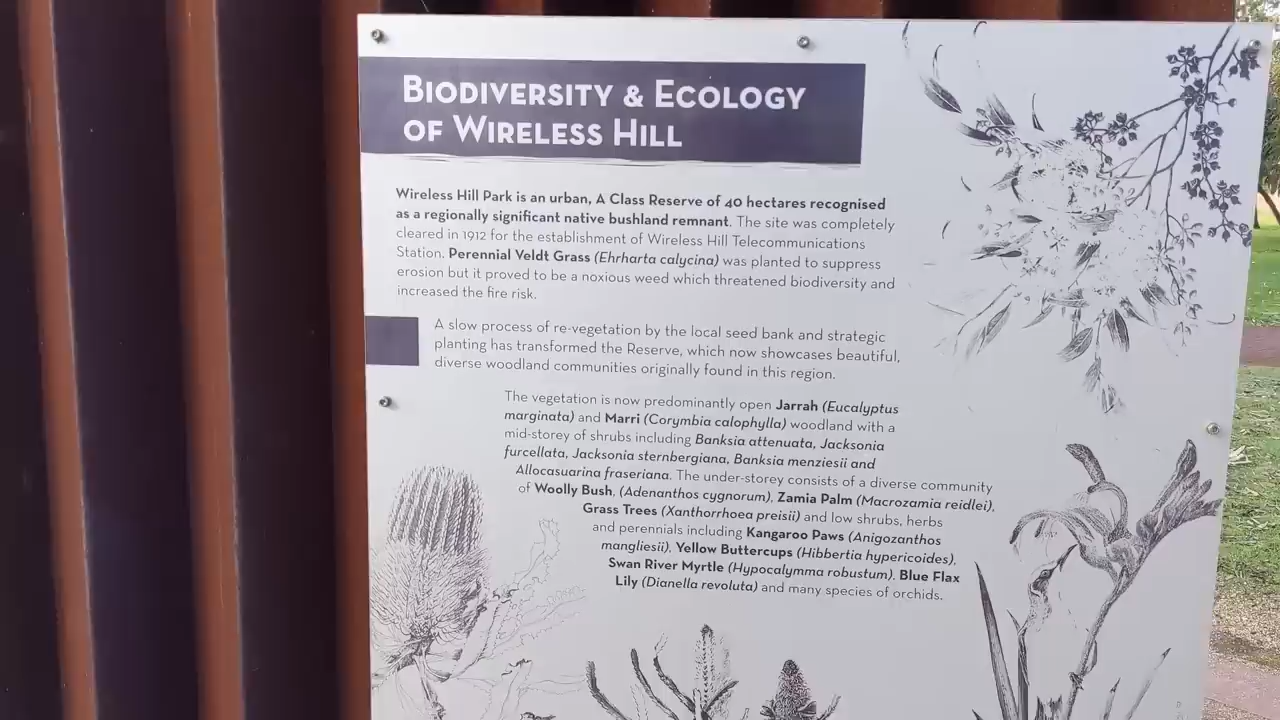 BIODIVERSITY & ECOLOGY
OF WIRELESS HILL
Wireless Hill Park is an urban, A Class Reserve of 40 hectares recognised
as a regionally significant native bushland remnant. The site was completely
cleared in 1912 for the establishment of Wireless Hill Telecommunications
Station. Perennial Veldt Grass (Ehrharta calycina) was planted to suppress
erosion but it proved to be a noxious weed which threatened biodiversity and
increased the fire risk.
A slow process of re-vegetation by the local seed bank and strategic
planting has transformed the Reserve, which now showcases beautiful,
diverse woodland communities originally found in this region.
The vegetation is now predominantly open Jarrah (Eucalyptus
marginata) and Marri (Corymbia calophylla) woodland with a
mid-storey of shrubs including Banksia attenuata, Jacksonia
furcellata, Jacksonia sternbergiana, Banksia menziesii and
Allocasuarina fraseriana. The under-storey consists of a diverse community
of Woolly Bush, (Adenanthos cygnorum), Zamia Palm (Macrozamia reidlei),
Grass Trees (Xanthorrhoea preisii) and low shrubs, herbs
and perennials including Kangaroo Paws (Anigozanthos
mangliesii), Yellow Buttercups (Hibbertia hypericoides),
Swan River Myrtle (Hypocalymma robustum), Blue Flax
Lily (Dianella revoluta) and many species of orchids.